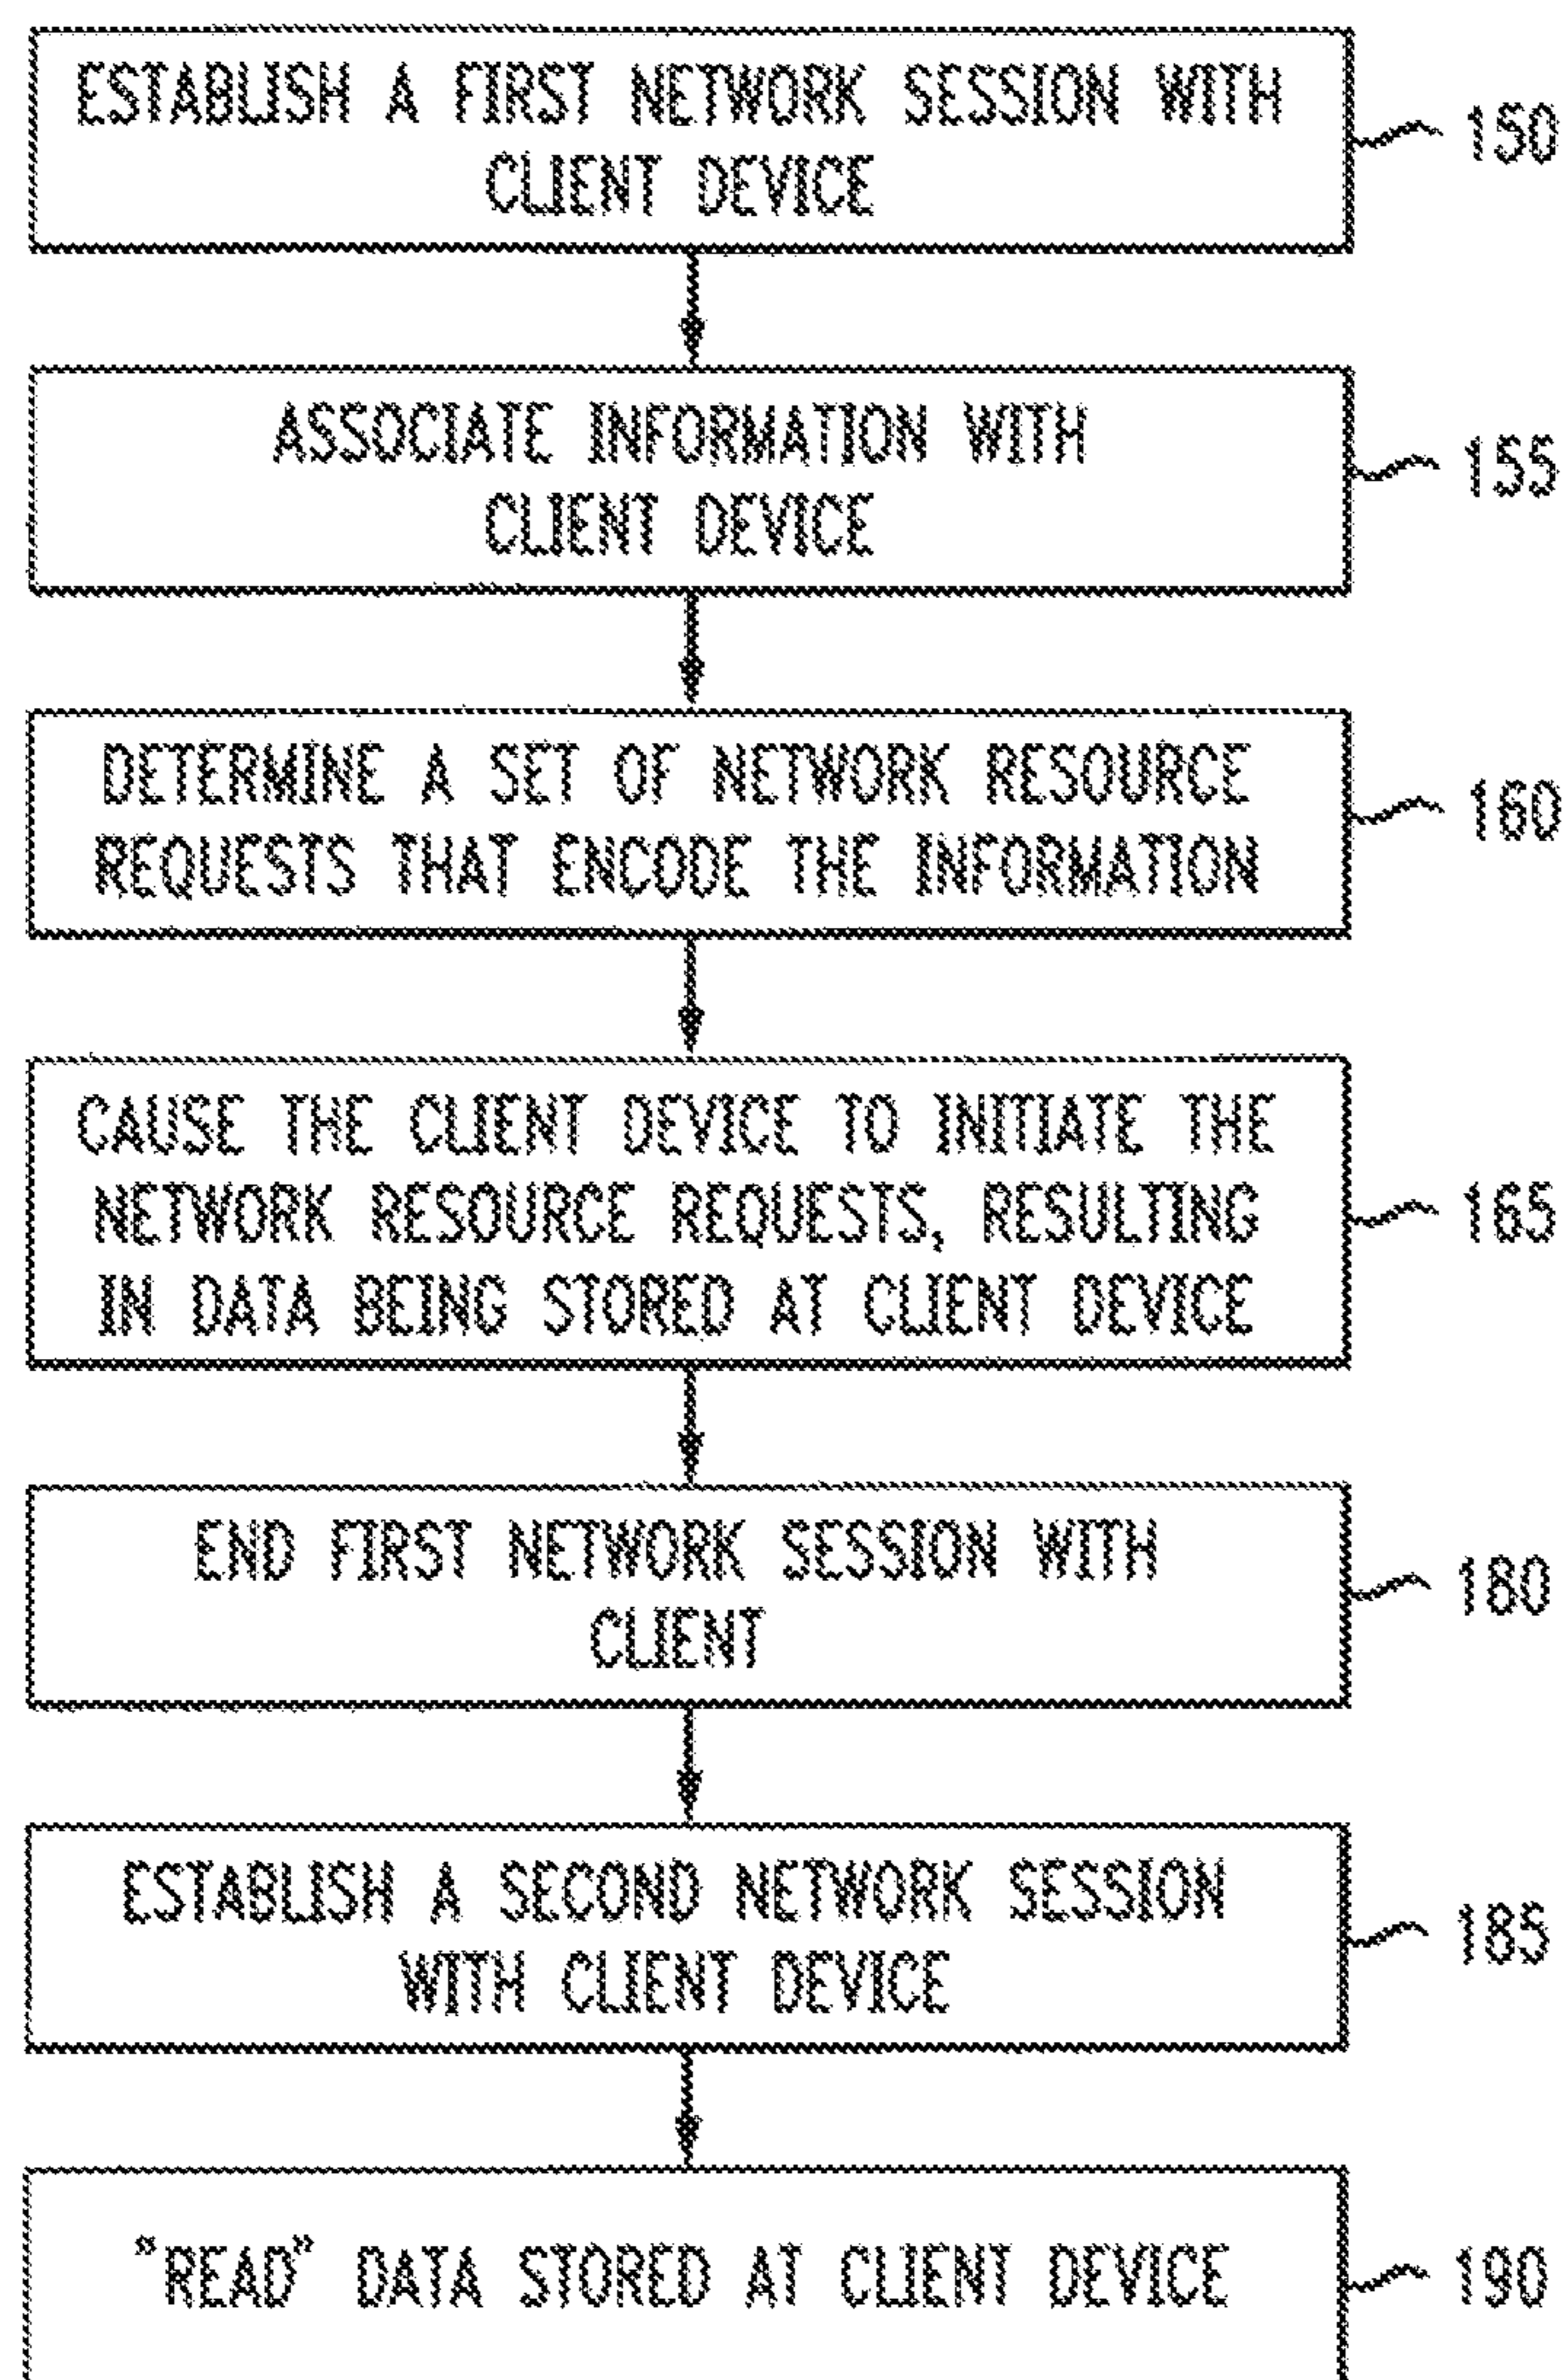 ESTABLISH A FIRST NETWORK SESSION WITH
CLIENT DEVICE
150
ASSOCIATE INFORMATION WITH
CLIENT DEVICE
155
DETERMINE A SET OF NETWORK RESOURCE
REQUESTS THAT ENCODE THE INFORMATION
160
CAUSE THE CLIENT DEVICE TO INITIATE THE
NETWORK RESOURCE REQUESTS, RESULTING
IN DATA BEING STORED AT CLIENT DEVICE
165
END FIRST NETWORK SESSION WITH
CLIENT
180
ESTABLISH A SECOND NETWORK SESSION
WITH CLIENT DEVICE
185
"READ" DATA STORED AT CLIENT DEVICE
190